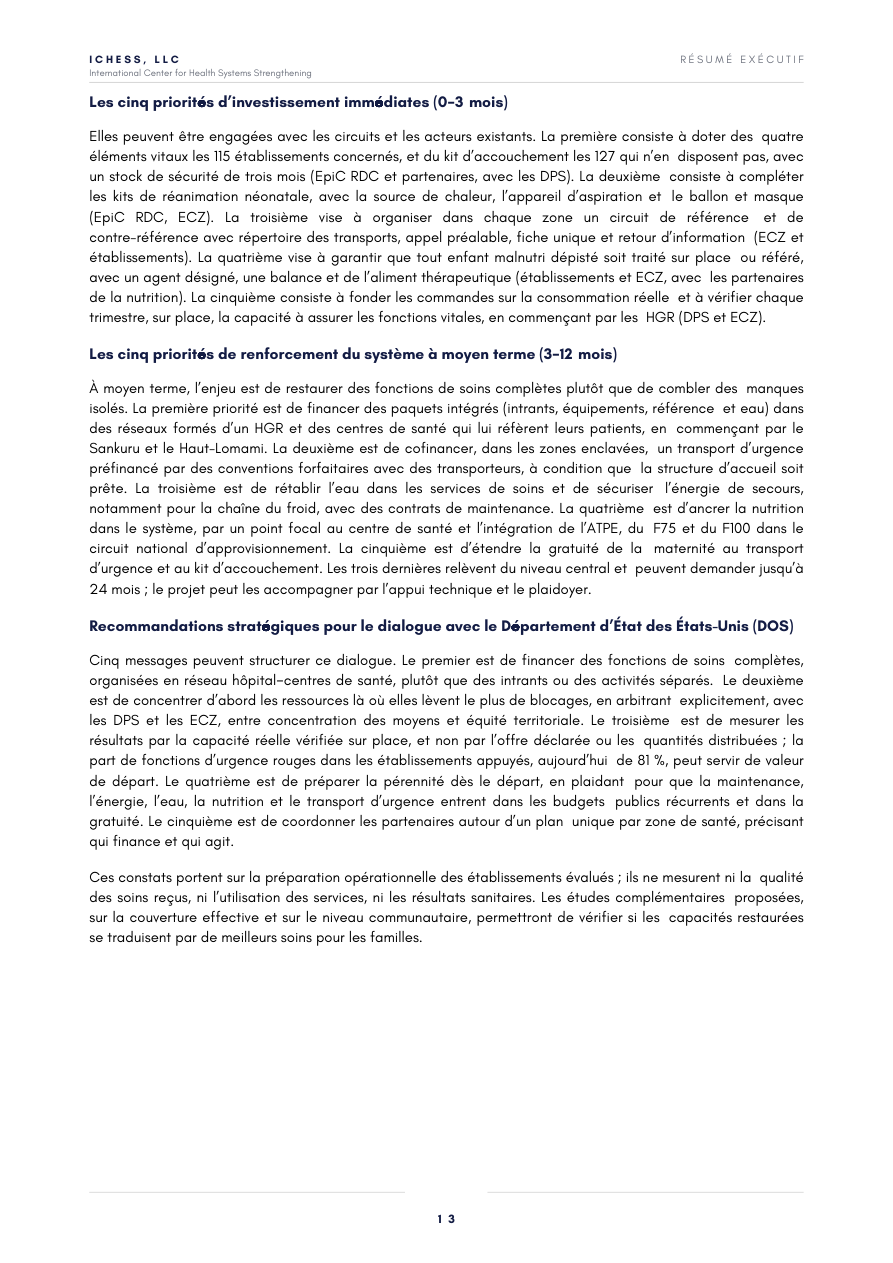 ICHESS, LLC
RÉSUMÉ EXÉCUTIF
International Center for Health Systems Strengthening
Les cinq priorités d’investissement immédiates (0–3 mois)
Elles peuvent être engagées avec les circuits et les acteurs existants. La première consiste à doter des quatre
éléments vitaux les 115 établissements concernés, et du kit d’accouchement les 127 qui n’en disposent pas, avec
un stock de sécurité de trois mois (EpiC RDC et partenaires, avec les DPS). La deuxième consiste à compléter
les kits de réanimation néonatale, avec la source de chaleur, l’appareil d’aspiration et le ballon et masque
(EpiC RDC, ECZ). La troisième vise à organiser dans chaque zone un circuit de référence et de
contre-référence avec répertoire des transports, appel préalable, fiche unique et retour d’information (ECZ et
établissements). La quatrième vise à garantir que tout enfant malnutri dépisté soit traité sur place ou référé,
avec un agent désigné, une balance et de l’aliment thérapeutique (établissements et ECZ, avec les partenaires
de la nutrition). La cinquième consiste à fonder les commandes sur la consommation réelle et à vérifier chaque
trimestre, sur place, la capacité à assurer les fonctions vitales, en commençant par les HGR (DPS et ECZ).
Les cinq priorités de renforcement du système à moyen terme (3–12 mois)
À moyen terme, l’enjeu est de restaurer des fonctions de soins complètes plutôt que de combler des manques
isolés. La première priorité est de financer des paquets intégrés (intrants, équipements, référence et eau) dans
des réseaux formés d’un HGR et des centres de santé qui lui réfèrent leurs patients, en commençant par le
Sankuru et le Haut-Lomami. La deuxième est de cofinancer, dans les zones enclavées, un transport d’urgence
préfinancé par des conventions forfaitaires avec des transporteurs, à condition que la structure d’accueil soit
prête. La troisième est de rétablir l’eau dans les services de soins et de sécuriser l’énergie de secours,
notamment pour la chaîne du froid, avec des contrats de maintenance. La quatrième est d’ancrer la nutrition
dans le système, par un point focal au centre de santé et l’intégration de l’ATPE, du F75 et du F100 dans le
circuit national d’approvisionnement. La cinquième est d’étendre la gratuité de la maternité au transport
d’urgence et au kit d’accouchement. Les trois dernières relèvent du niveau central et peuvent demander jusqu’à
24 mois ; le projet peut les accompagner par l’appui technique et le plaidoyer.
Recommandations stratégiques pour le dialogue avec le Département d’État des États-Unis (DOS)
Cinq messages peuvent structurer ce dialogue. Le premier est de financer des fonctions de soins complètes,
organisées en réseau hôpital–centres de santé, plutôt que des intrants ou des activités séparés. Le deuxième
est de concentrer d’abord les ressources là où elles lèvent le plus de blocages, en arbitrant explicitement, avec
les DPS et les ECZ, entre concentration des moyens et équité territoriale. Le troisième est de mesurer les
résultats par la capacité réelle vérifiée sur place, et non par l’offre déclarée ou les quantités distribuées ; la
part de fonctions d’urgence rouges dans les établissements appuyés, aujourd’hui de 81 %, peut servir de valeur
de départ. Le quatrième est de préparer la pérennité dès le départ, en plaidant pour que la maintenance,
l’énergie, l’eau, la nutrition et le transport d’urgence entrent dans les budgets publics récurrents et dans la
gratuité. Le cinquième est de coordonner les partenaires autour d’un plan unique par zone de santé, précisant
qui finance et qui agit.
Ces constats portent sur la préparation opérationnelle des établissements évalués ; ils ne mesurent ni la qualité
des soins reçus, ni l’utilisation des services, ni les résultats sanitaires. Les études complémentaires proposées,
sur la couverture effective et sur le niveau communautaire, permettront de vérifier si les capacités restaurées
se traduisent par de meilleurs soins pour les familles.
13